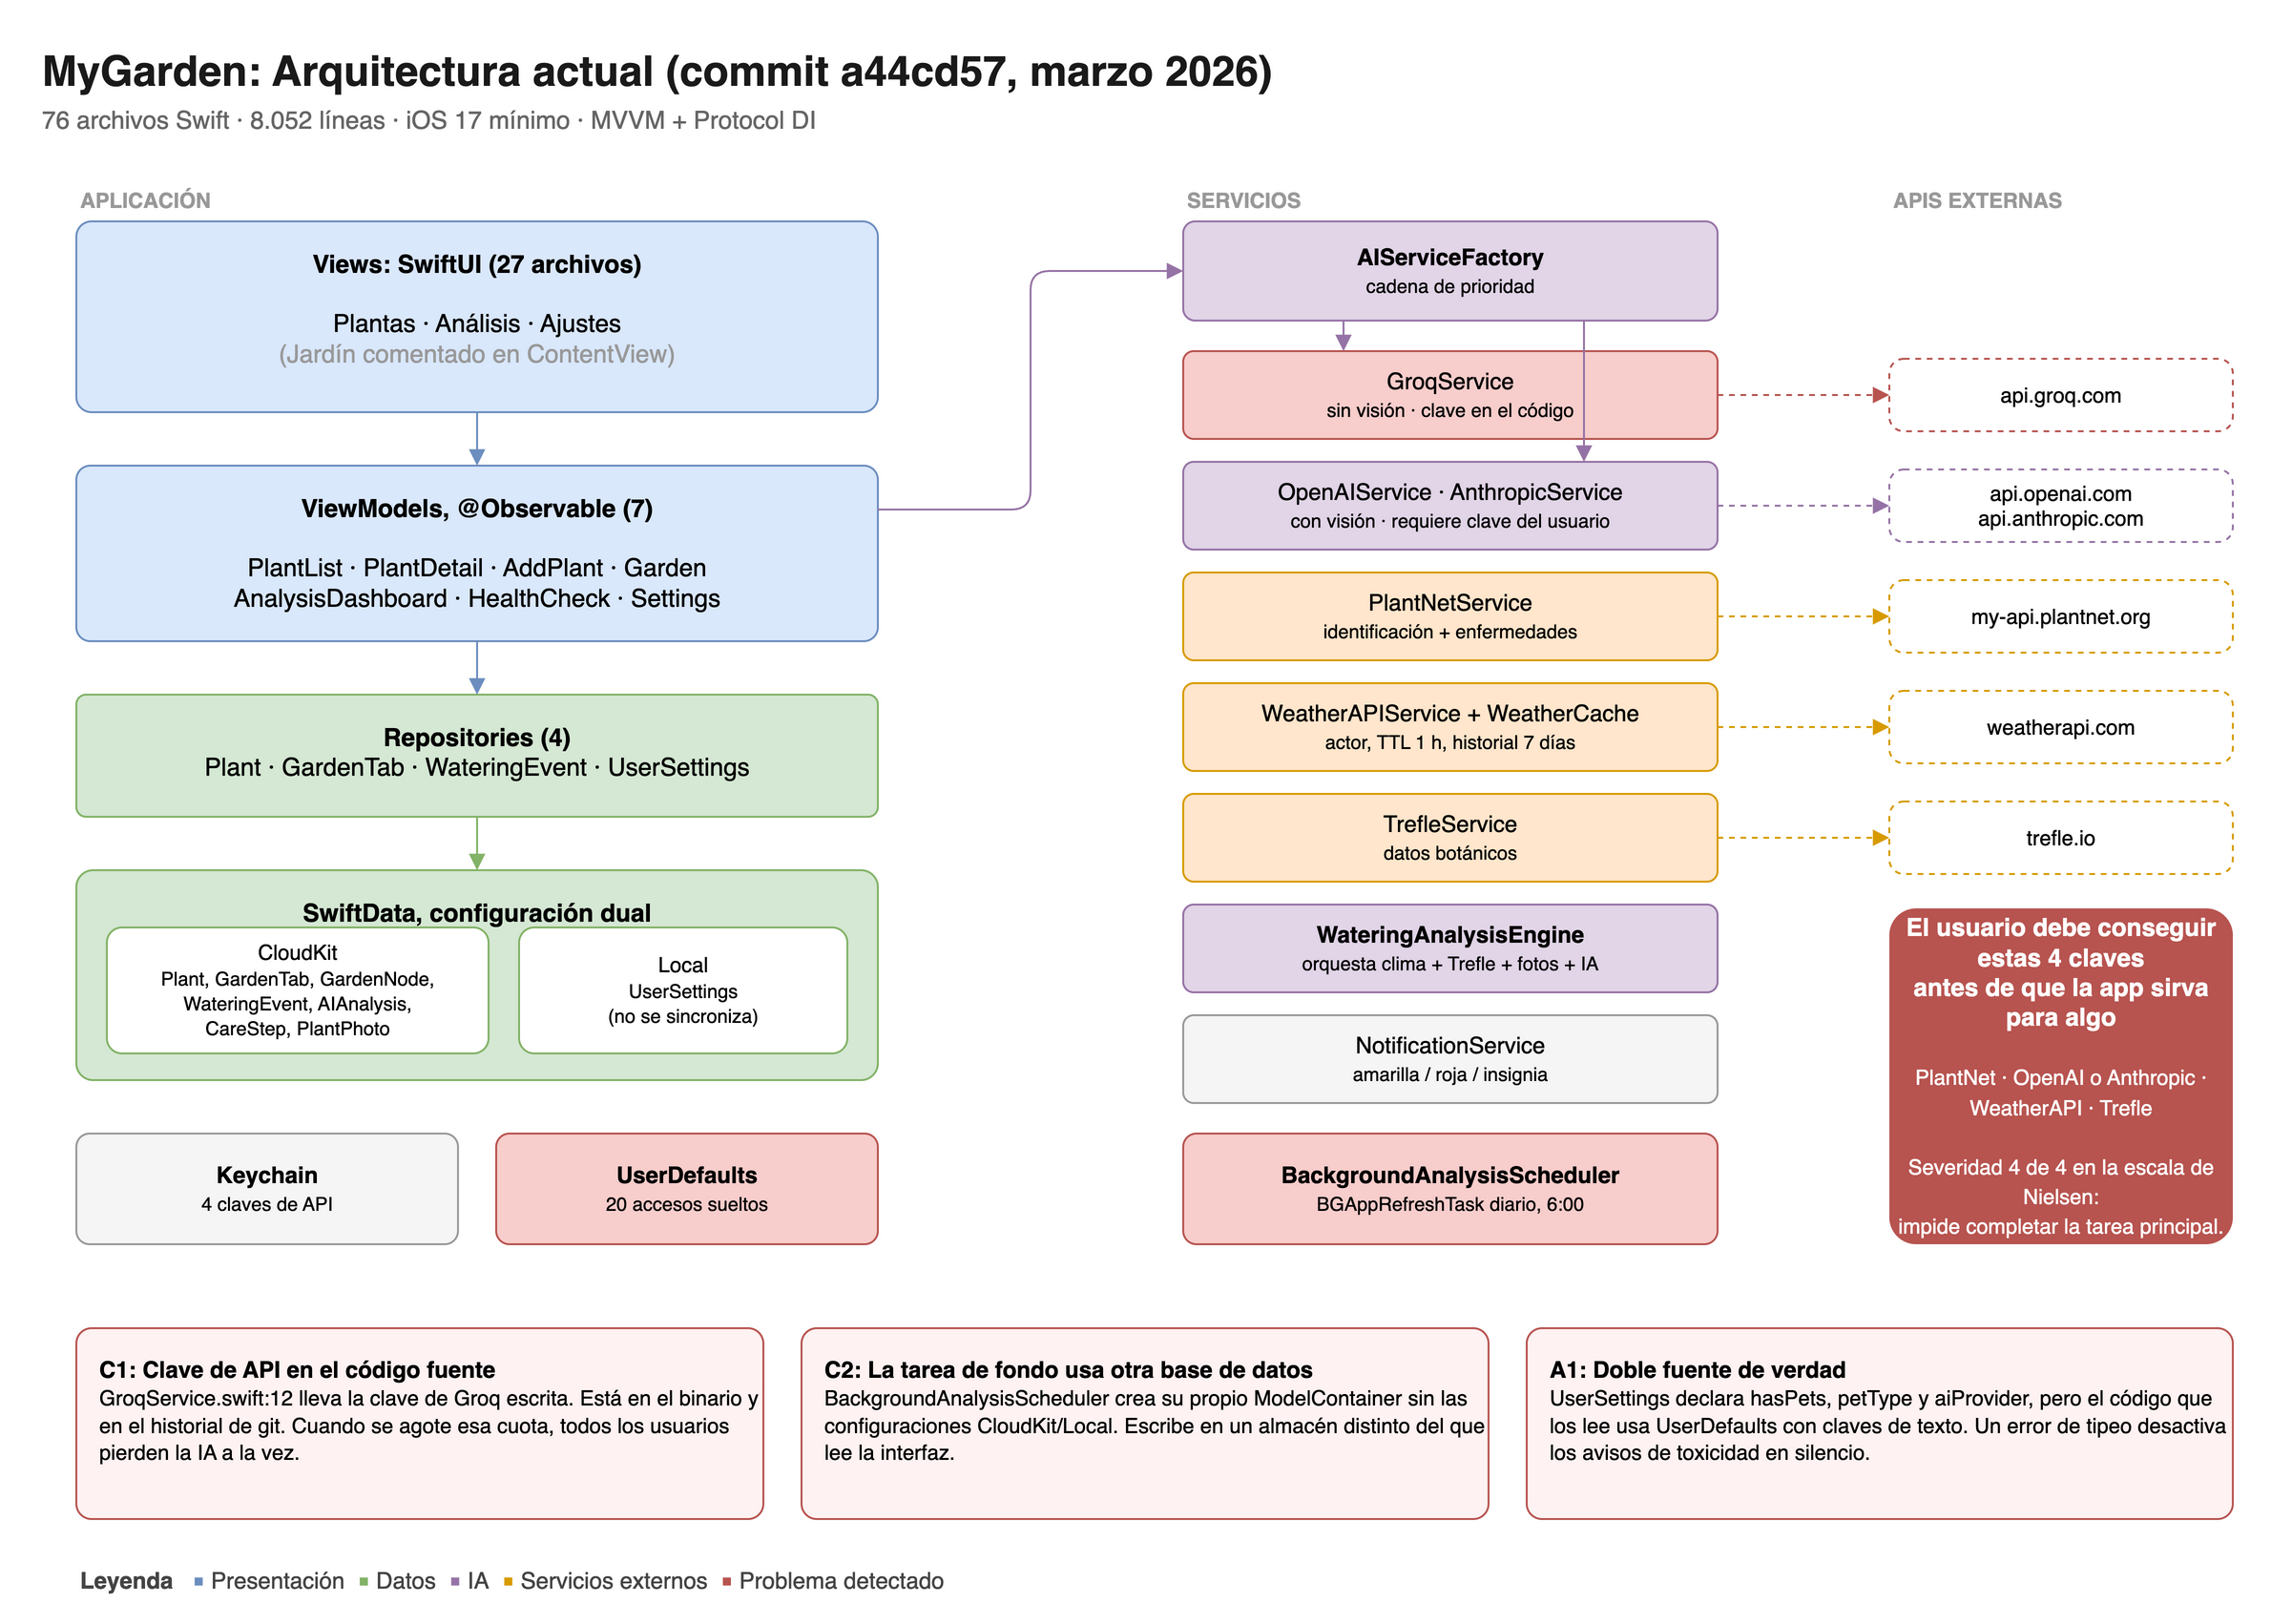 MyGarden: Arquitectura actual (commit a44cd57, marzo 2026)
76 archivos Swift · 8.052 líneas · iOS 17 mínimo · MVVM + Protocol DI
APLICACIÓN
Views: SwiftUI (27 archivos)
Plantas · Análisis · Ajustes
(Jardín comentado en ContentView)
ViewModels, @Observable (7)
PlantList · PlantDetail · AddPlant · Garden
AnalysisDashboard · HealthCheck · Settings
Repositories (4)
Plant · GardenTab · WateringEvent · UserSettings
SwiftData, configuración dual
CloudKit
Plant, GardenTab, GardenNode,
WateringEvent, AIAnalysis,
CareStep, PlantPhoto
Local
UserSettings
(no se sincroniza)
Keychain
4 claves de API
UserDefaults
20 accesos sueltos
SERVICIOS
AIServiceFactory
cadena de prioridad
GroqService
sin visión · clave en el código
OpenAIService · AnthropicService
con visión · requiere clave del usuario
PlantNetService
identificación + enfermedades
WeatherAPIService + WeatherCache
actor, TTL 1 h, historial 7 días
TrefleService
datos botánicos
WateringAnalysisEngine
orquesta clima + Trefle + fotos + IA
NotificationService
amarilla / roja / insignia
BackgroundAnalysisScheduler
BGAppRefreshTask diario, 6:00
APIS EXTERNAS
api.groq.com
api.openai.com
api.anthropic.com
my-api.plantnet.org
weatherapi.com
trefle.io
El usuario debe conseguir
estas 4 claves
antes de que la app sirva
para algo
PlantNet · OpenAI o Anthropic ·
WeatherAPI · Trefle
Severidad 4 de 4 en la escala de
Nielsen:
impide completar la tarea principal.
C1: Clave de API en el código fuente
GroqService.swift:12 lleva la clave de Groq escrita. Está en el binario y
en el historial de git. Cuando se agote esa cuota, todos los usuarios
pierden la IA a la vez.
C2: La tarea de fondo usa otra base de datos
BackgroundAnalysisScheduler crea su propio ModelContainer sin las
configuraciones CloudKit/Local. Escribe en un almacén distinto del que
lee la interfaz.
A1: Doble fuente de verdad
UserSettings declara hasPets, petType y aiProvider, pero el código que
los lee usa UserDefaults con claves de texto. Un error de tipeo desactiva
los avisos de toxicidad en silencio.
Leyenda ▪ Presentación ▪ Datos ▪ IA ▪ Servicios externos ▪ Problema detectado